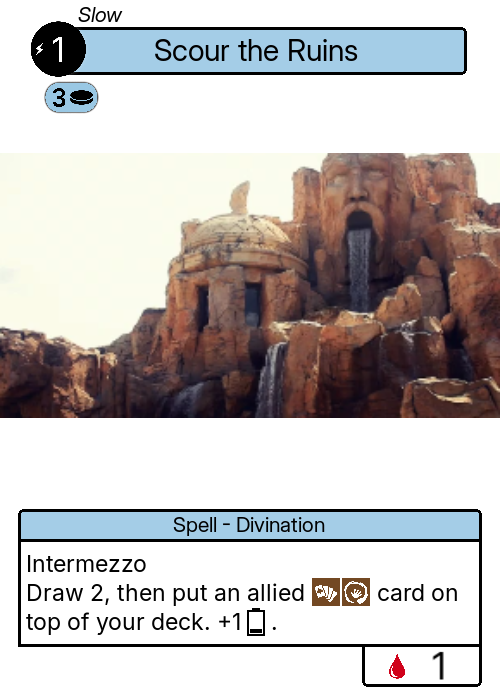 Slow
1 Scour the Ruins
3
Spell - Divination
Intermezzo
Draw 2, then put an allied card on
top of your deck. +1 .
1